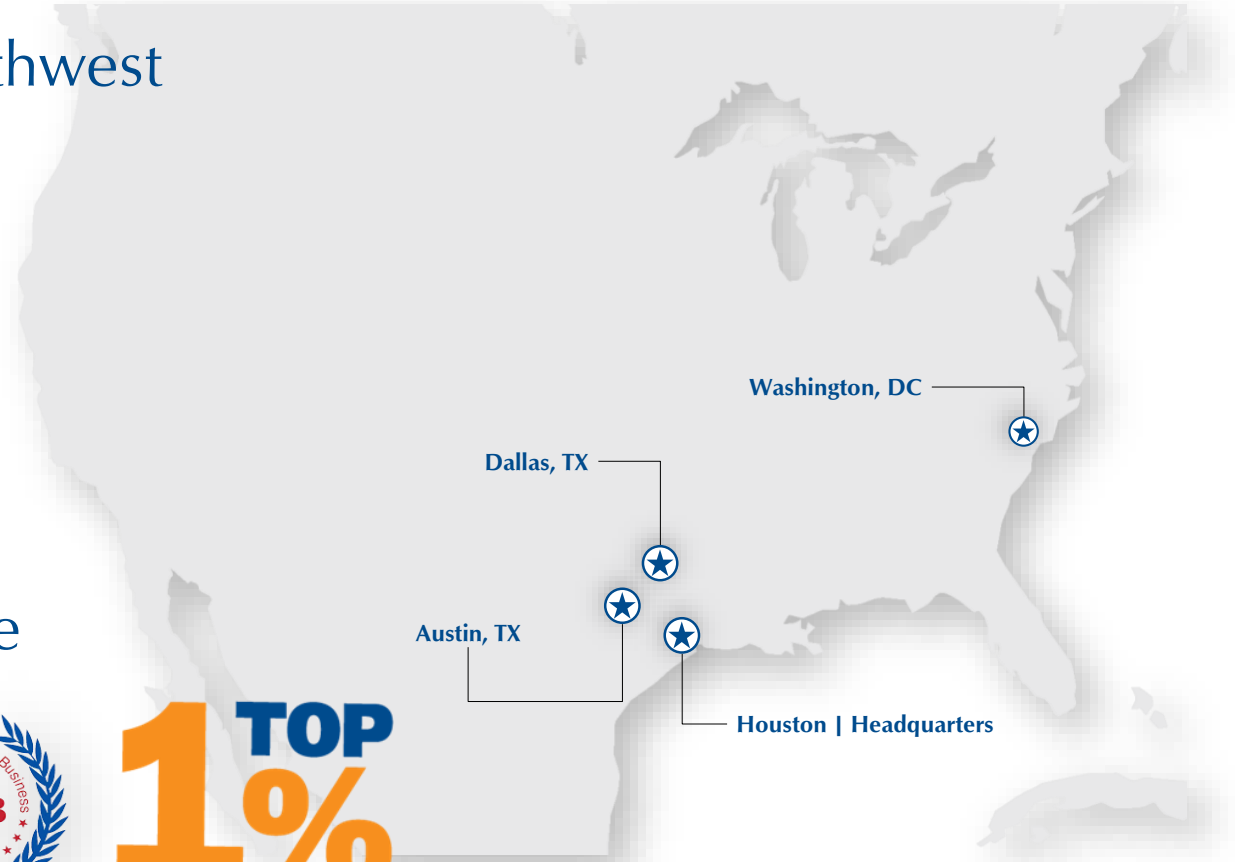 thwest
Washington, DC
Dallas, TX
Austin, TX
e
Houston | Headquarters
TOP
1%
Business